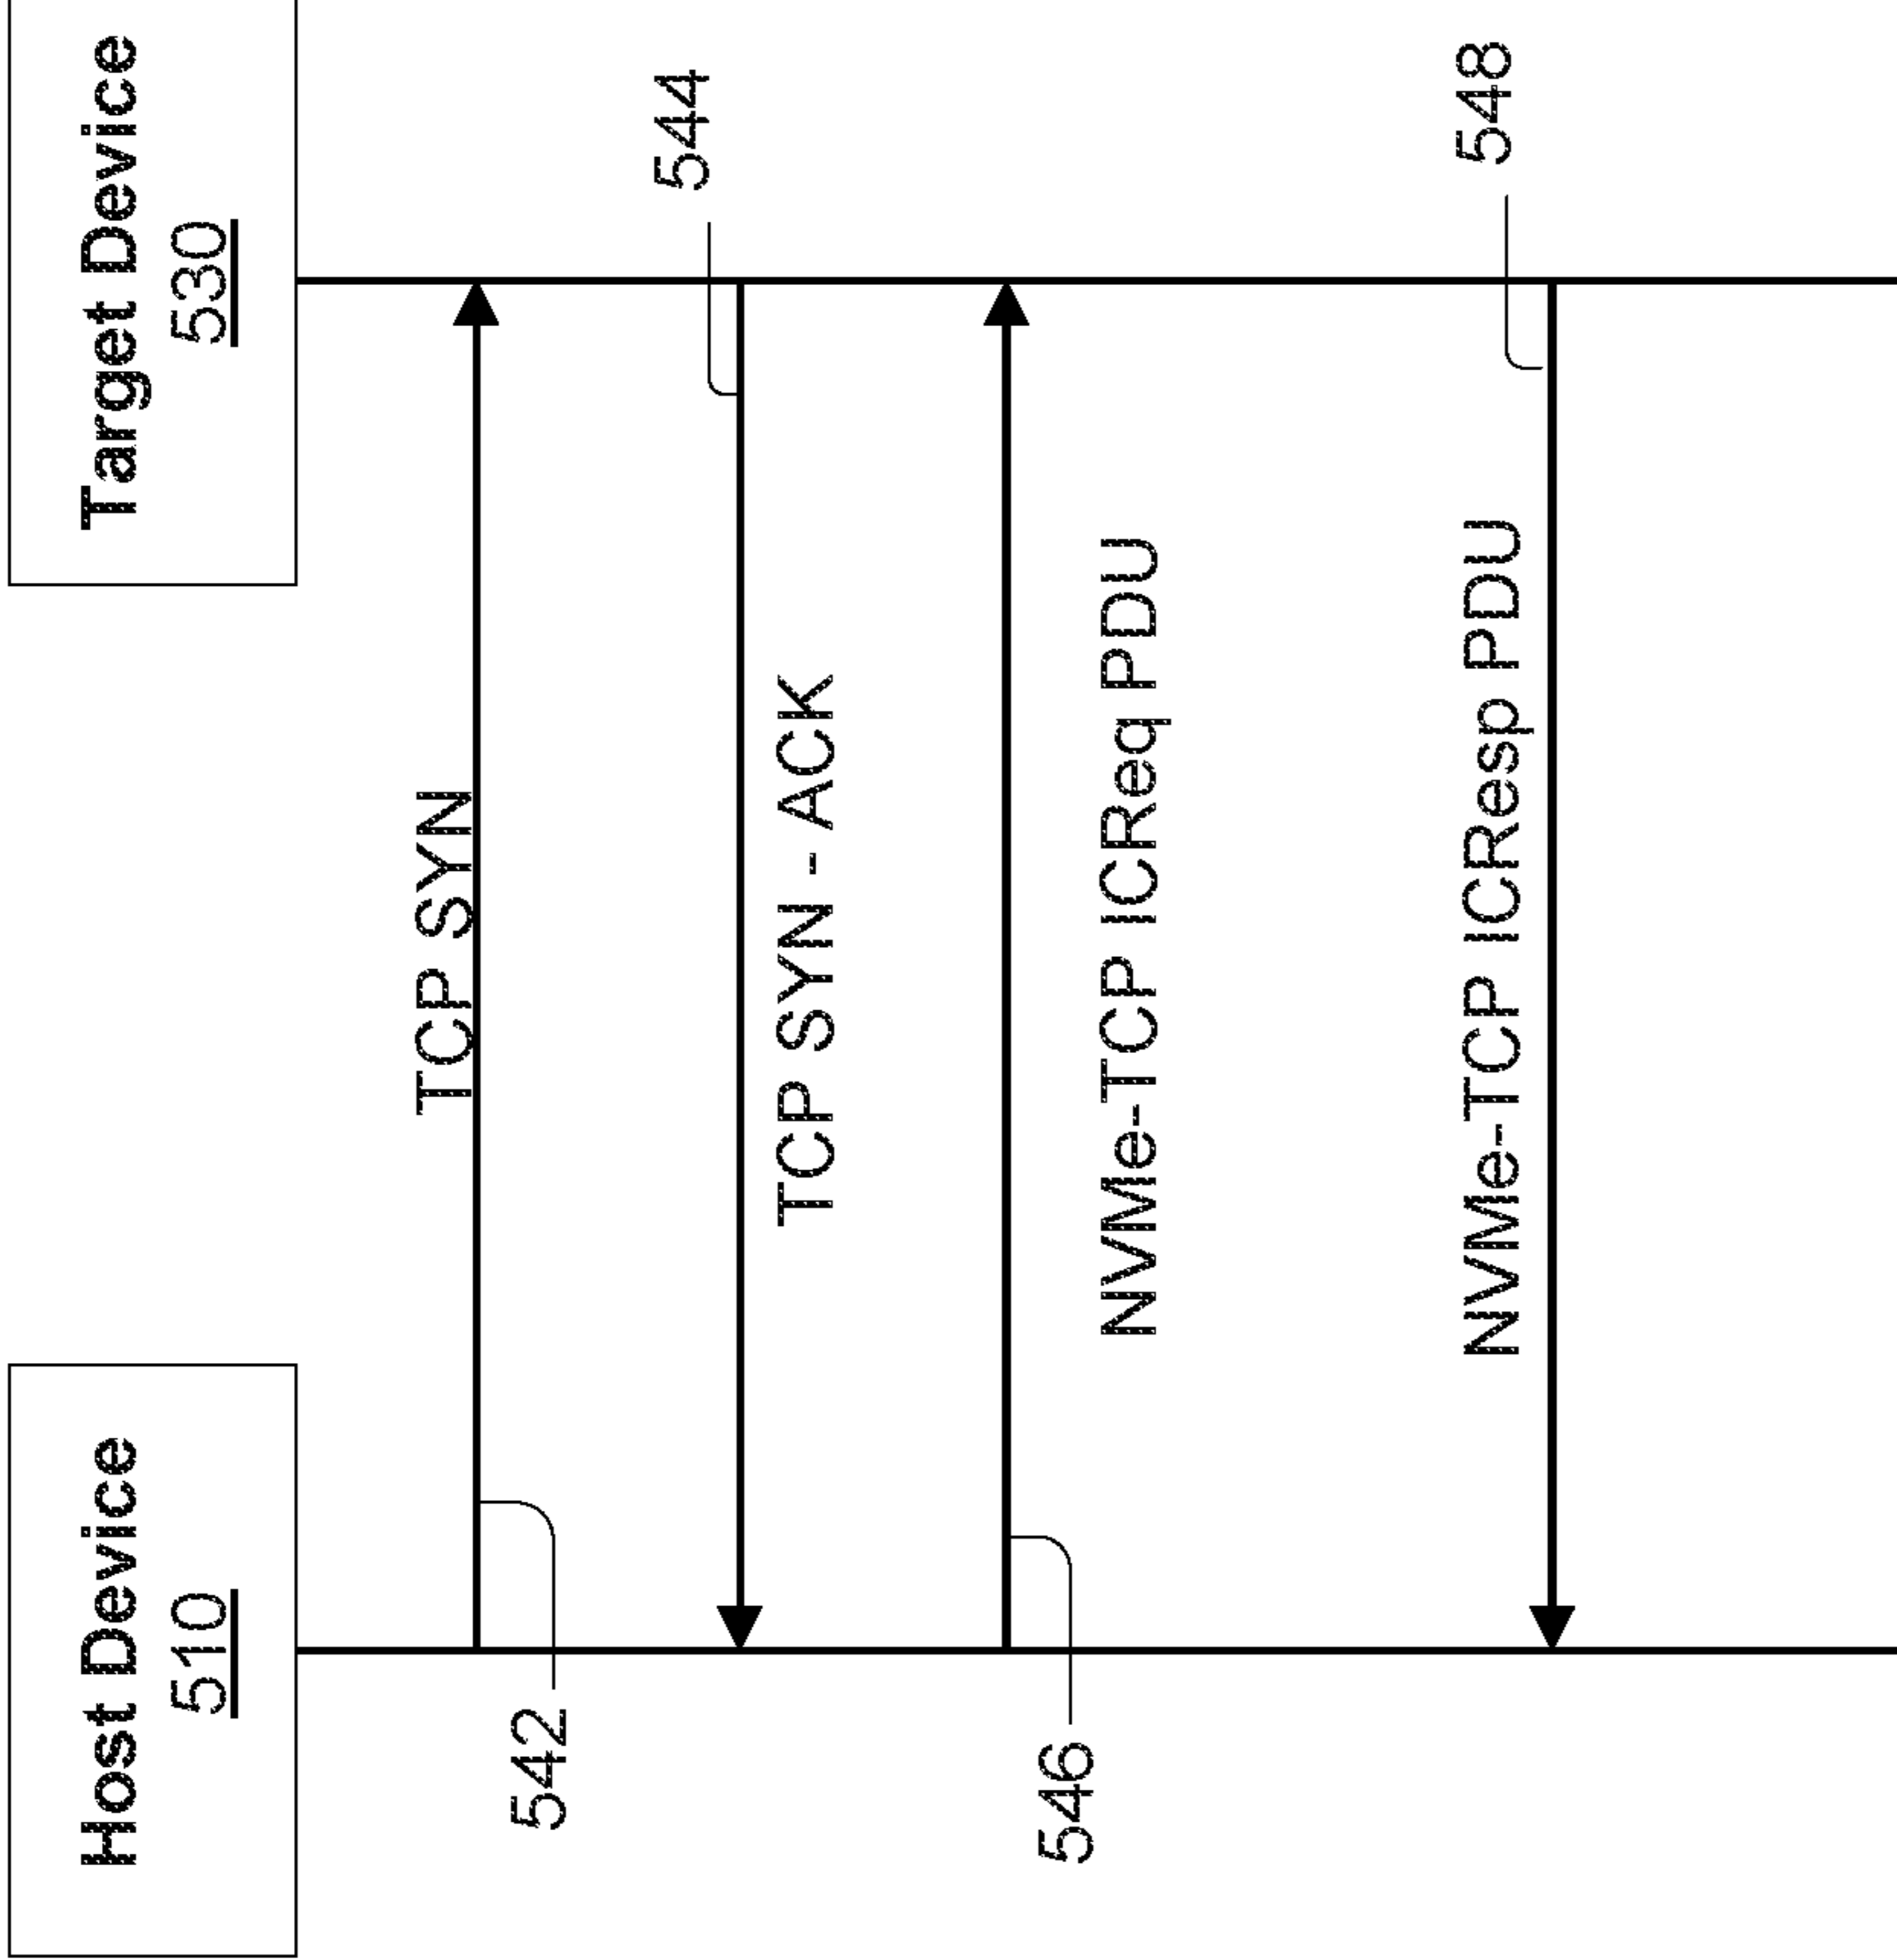 Host Device
510
Target Device
530
TCP SYN
542
544
TCP SYN - ACK
546
NVMe-TCP ICReq PDU
548
NVMe-TCP ICResp PDU